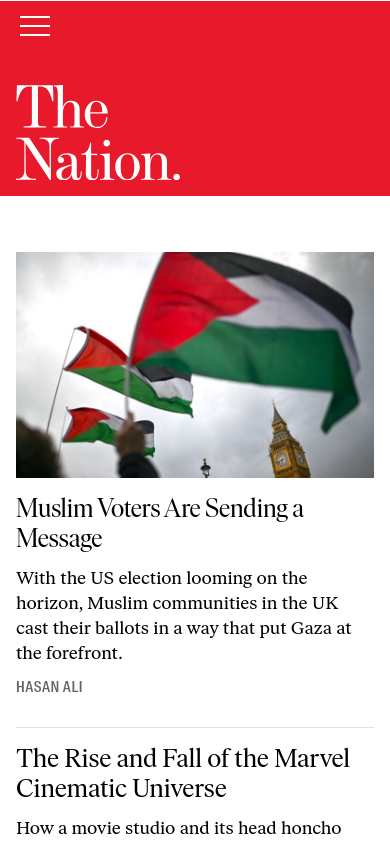 The
Nation.
Muslim Voters Are Sending a
Message
With the US election looming on the
horizon, Muslim communities in the UK
cast their ballots in a way that put Gaza at
the forefront.
HASAN ALI
The Rise and Fall of the Marvel
Cinematic Universe
How a movie studio and its head honcho